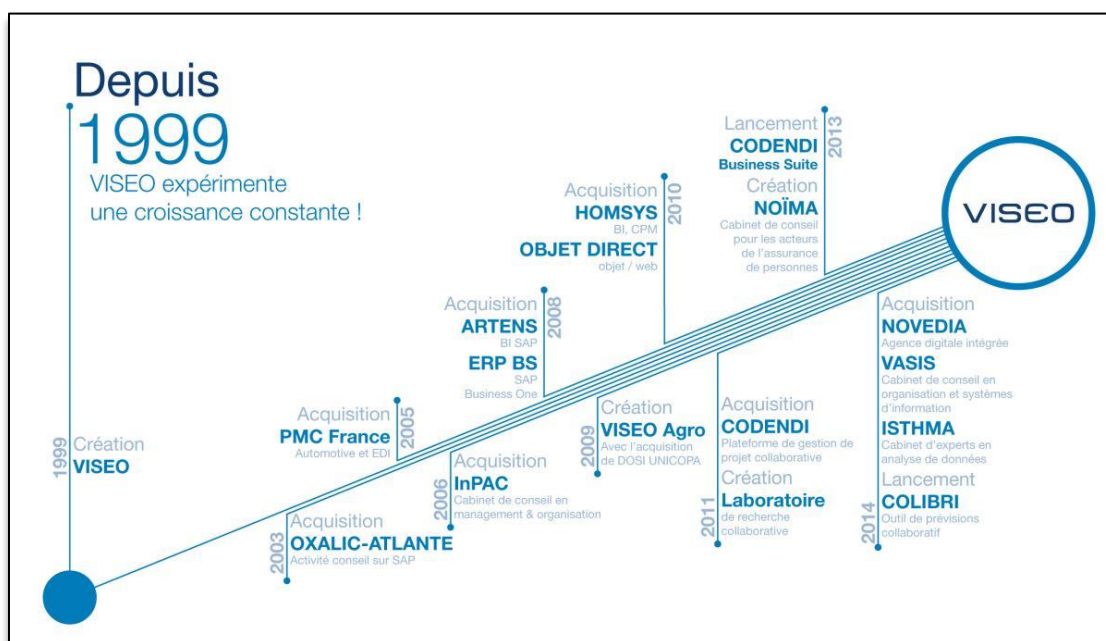 Depuis
1999
VISEO expérimente
une croissance constante !
1999
Création
VISEO
2003
Acquisition
OXALIC-ATLANTE
Activité conseil sur SAP
2005
Acquisition
PMC France
Automotive et EDI
2006
Acquisition
InPAC
Cabinet de conseil en
management & organisation
2008
Acquisition
ARTENS
BI SAP
ERP BS
SAP
Business One
2009
Création
VISEO Agro
Avec l'acquisition
de DOSI UNICOPA
2010
Acquisition
HOMSYS
BI, CPM
OBJET DIRECT
objet / web
2011
Acquisition
CODENDI
Plateforme de gestion de
projet collaborative
Création
Laboratoire
de recherche
collaborative
2013
Lancement
CODENDI
Business Suite
Création
NOÏMA
Cabinet de conseil
pour les acteurs
de l'assurance
de personnes
2014
Acquisition
NOVEDIA
Agence digitale intégrée
VASIS
Cabinet de conseil en
organisation et systèmes
d'information
ISTHMA
Cabinet d'experts en
analyse de données
Lancement
COLIBRI
Outil de prévisions
collaboratif
VISEO